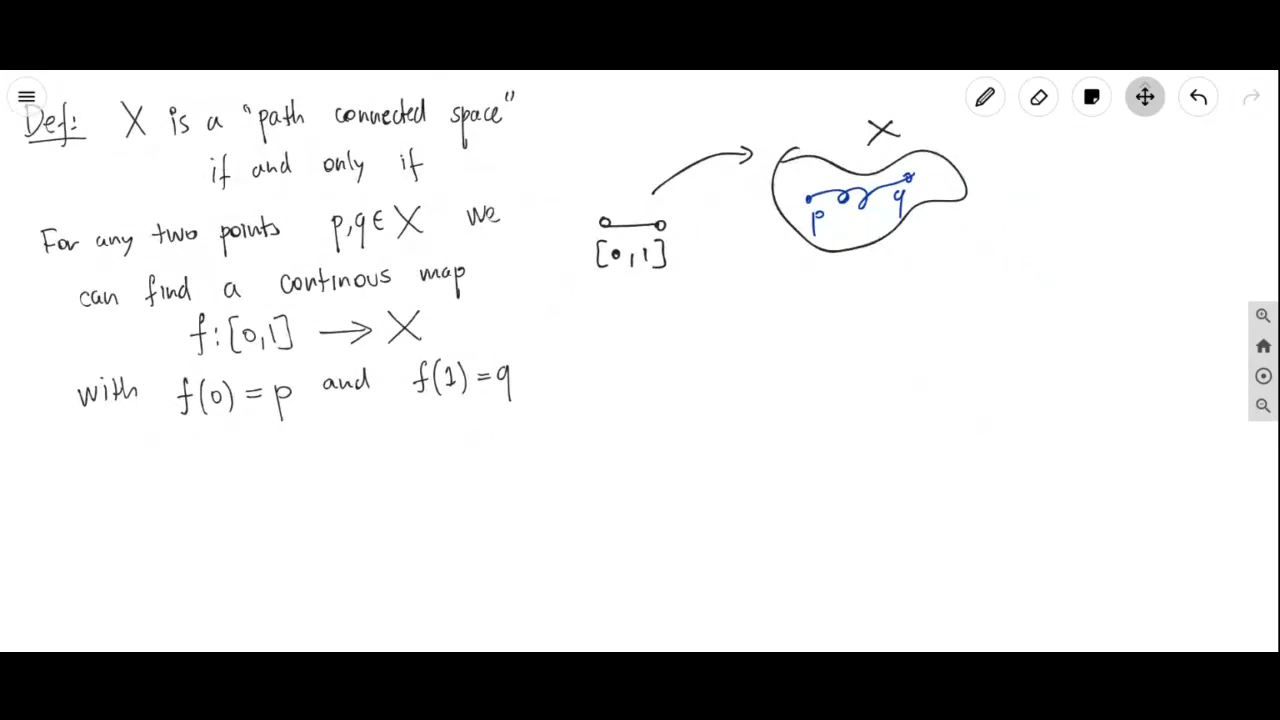 Def: X is a "path connected space"
if and only if
For any two points p,q ∈ X we
can find a continous map
f:[0,1] → X
with f(0) = p and f(1) = q
X
p q
[0,1]